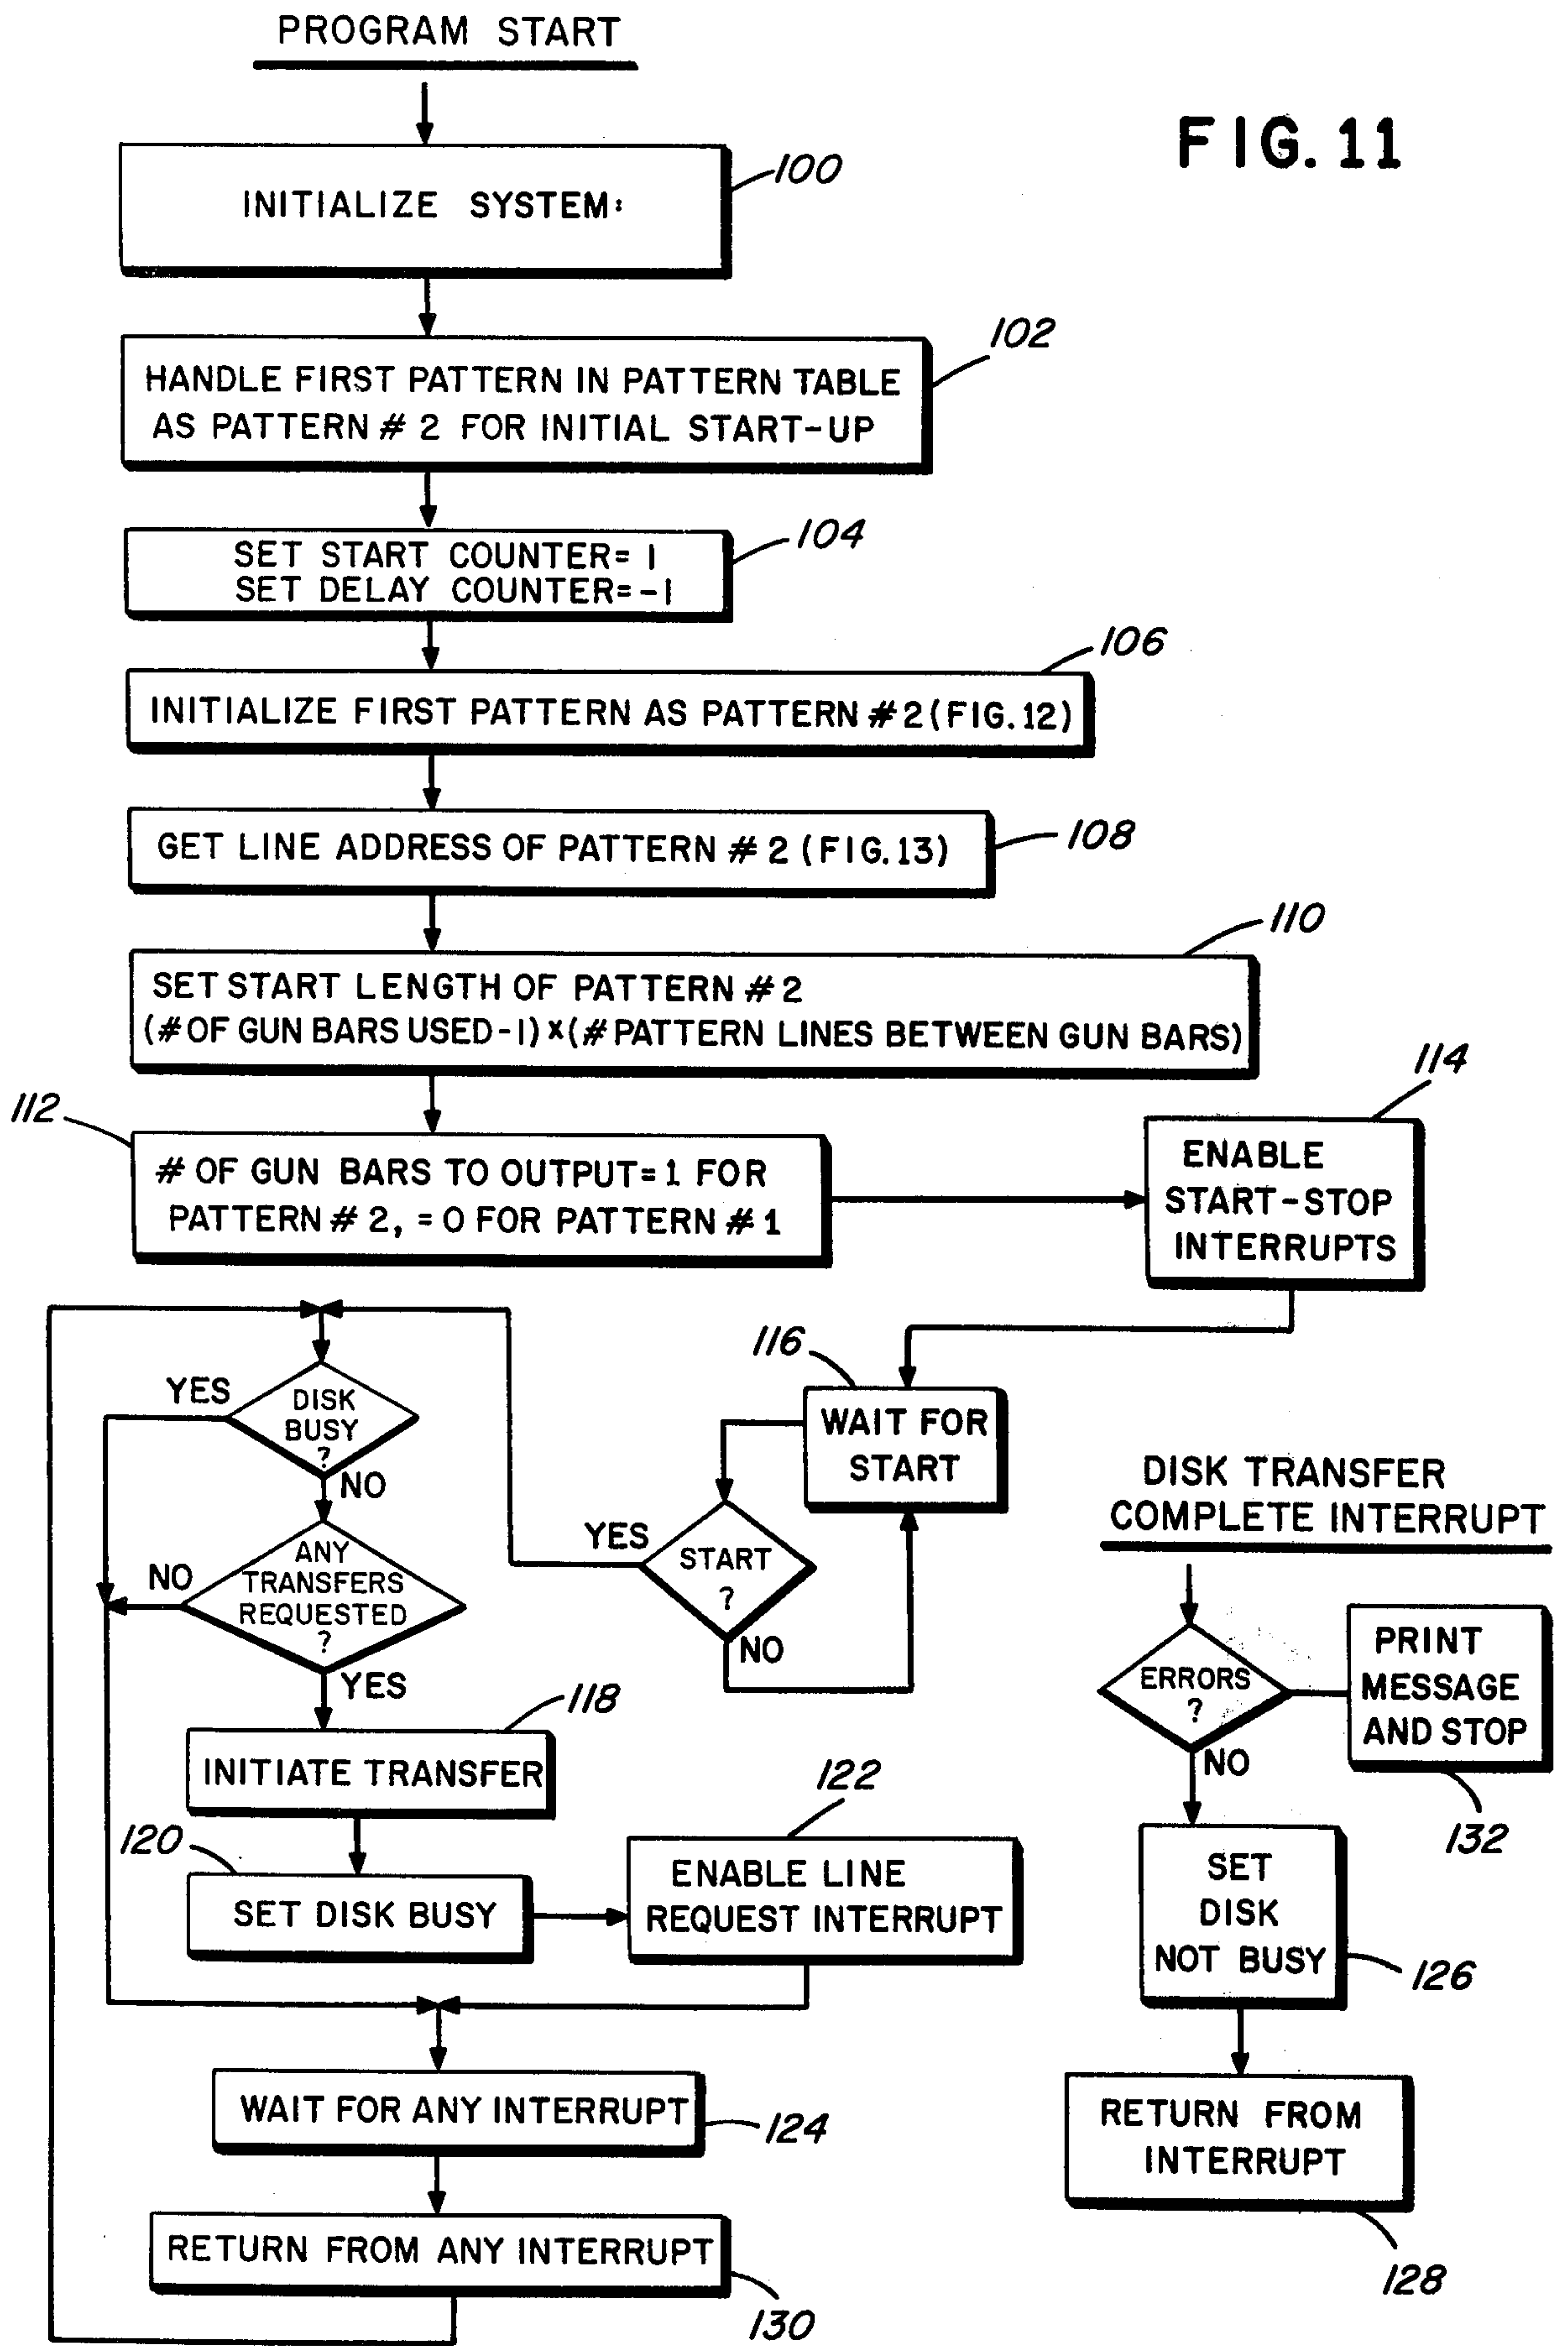 PROGRAM START
FIG. 11
100
INITIALIZE SYSTEM:
102
HANDLE FIRST PATTERN IN PATTERN TABLE
AS PATTERN # 2 FOR INITIAL START-UP
104
SET START COUNTER= 1
SET DELAY COUNTER=-1
106
INITIALIZE FIRST PATTERN AS PATTERN #2 (FIG.12)
108
GET LINE ADDRESS OF PATTERN # 2 (FIG.13)
110
SET START LENGTH OF PATTERN # 2
(# OF GUN BARS USED-1) x (# PATTERN LINES BETWEEN GUN BARS)
112
# OF GUN BARS TO OUTPUT=1 FOR
PATTERN # 2, = 0 FOR PATTERN # 1
114
ENABLE
START-STOP
INTERRUPTS
116
WAIT FOR
START
START
?
YES
NO
DISK
BUSY
?
YES
NO
ANY
TRANSFERS
REQUESTED
?
NO
YES
118
INITIATE TRANSFER
120
SET DISK BUSY
122
ENABLE LINE
REQUEST INTERRUPT
WAIT FOR ANY INTERRUPT
124
RETURN FROM ANY INTERRUPT
130
DISK TRANSFER
COMPLETE INTERRUPT
ERRORS
?
NO
PRINT
MESSAGE
AND STOP
132
SET
DISK
NOT BUSY
126
RETURN FROM
INTERRUPT
128